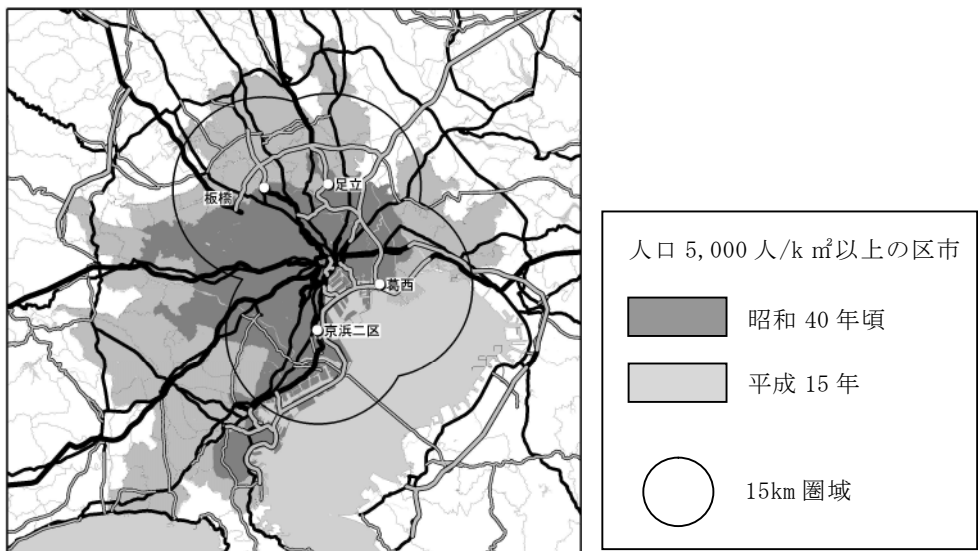 足立
板橋
葛西
京浜二区
人口 5,000 人/k ㎡以上の区市
昭和 40 年頃
平成 15 年
15km 圏域